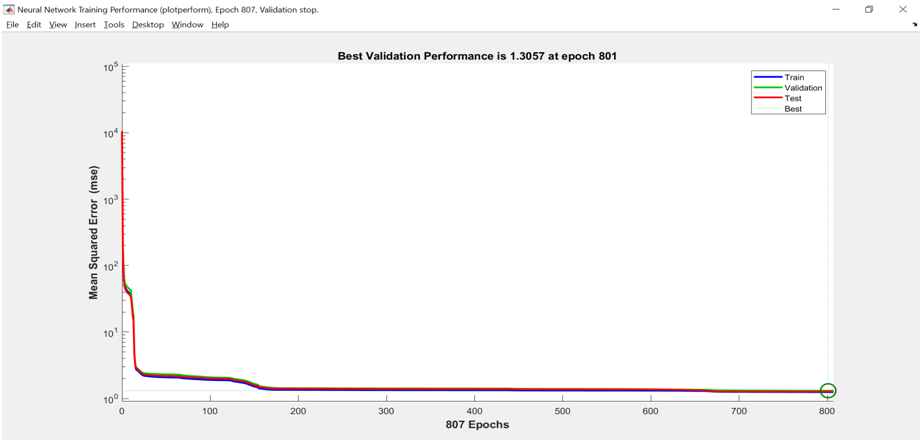 Neural Network Training Performance (plotperform), Epoch 807, Validation stop.
File Edit View Insert Tools Desktop Window Help
Best Validation Performance is 1.3057 at epoch 801
Train
Validation
Test
Best
10^5
10^4
10^3
10^2
10^1
10^0
Mean Squared Error (mse)
0 100 200 300 400 500 600 700 800
807 Epochs